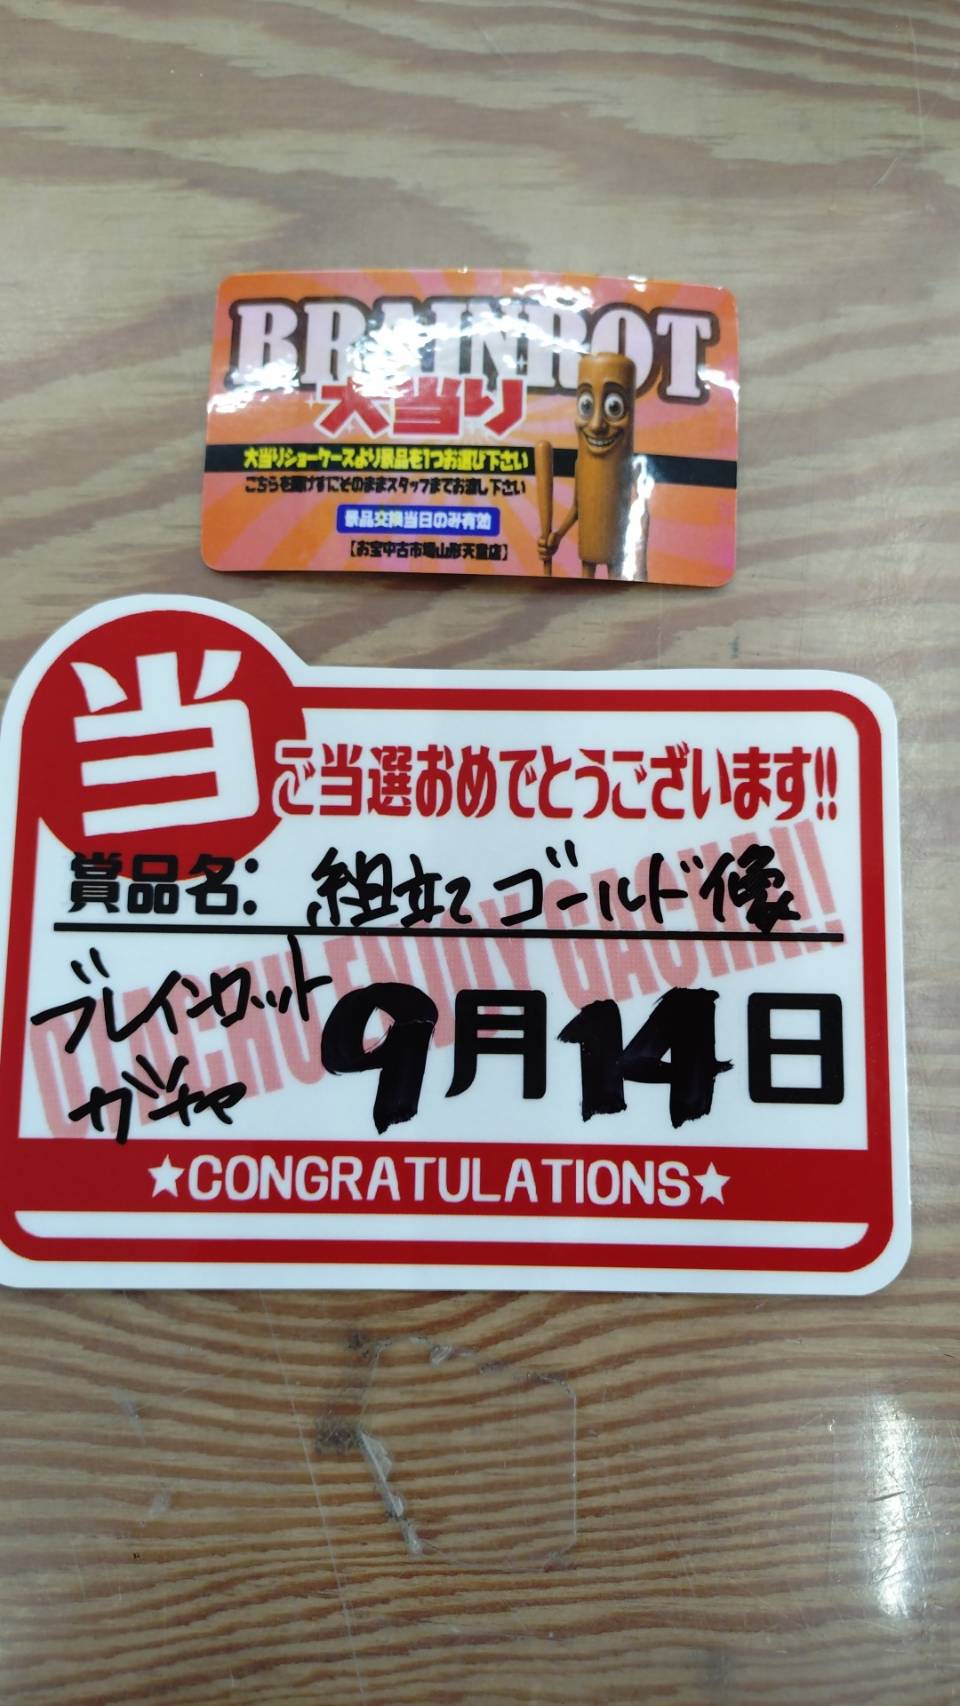 BRAINROT
大当り
大当りショーケースより景品を1つお選び下さい
こちらを開けずにそのままスタッフまでお渡し下さい
景品交換当日のみ有効
【お宝中古市場山形天童店】
当
ご当選おめでとうございます!!
賞品名: 組立てゴールド像
ブレインロット
ガチャ
9月14日
★CONGRATULATIONS★